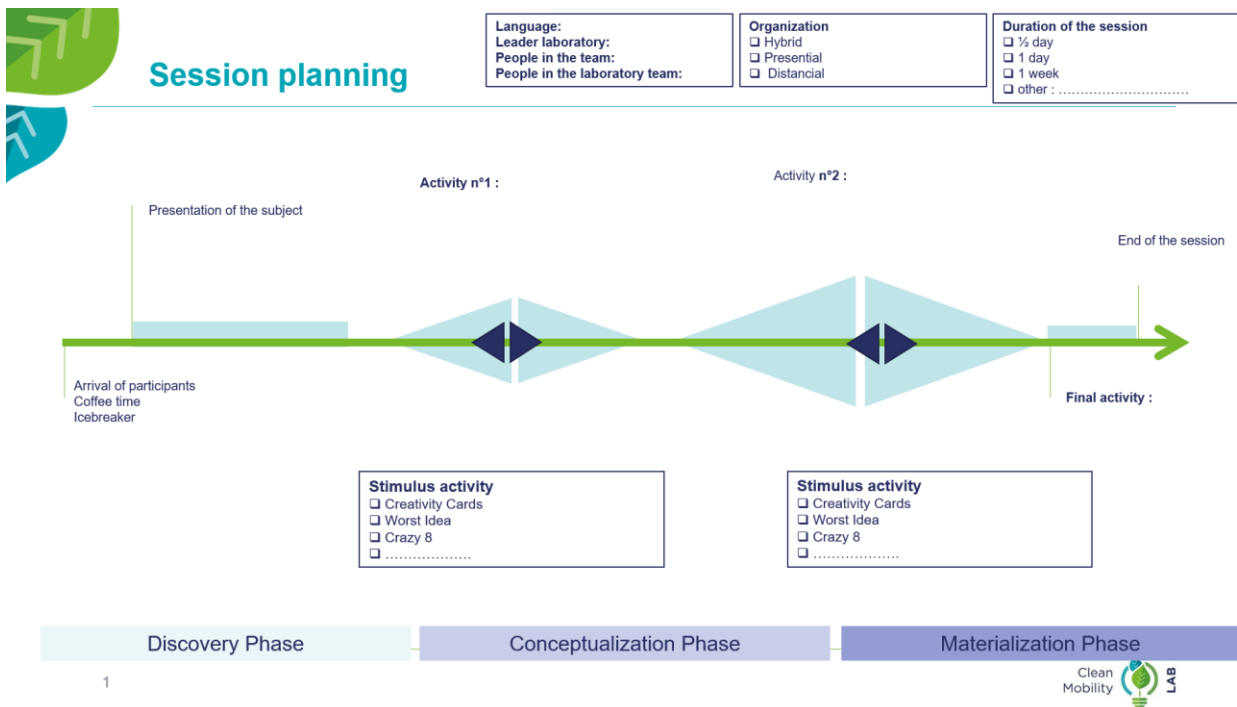 Session planning
Language:
Leader laboratory:
People in the team:
People in the laboratory team:
Organization
❑ Hybrid
❑ Presential
❑ Distancial
Duration of the session
❑ ½ day
❑ 1 day
❑ 1 week
❑ other : …………………………
Activity n°1 :
Activity n°2 :
Presentation of the subject
End of the session
Arrival of participants
Coffee time
Icebreaker
Final activity :
Stimulus activity
❑ Creativity Cards
❑ Worst Idea
❑ Crazy 8
❑ ……………….
Stimulus activity
❑ Creativity Cards
❑ Worst Idea
❑ Crazy 8
❑ ……………….
Discovery Phase
Conceptualization Phase
Materialization Phase
1
Clean
Mobility
LAB